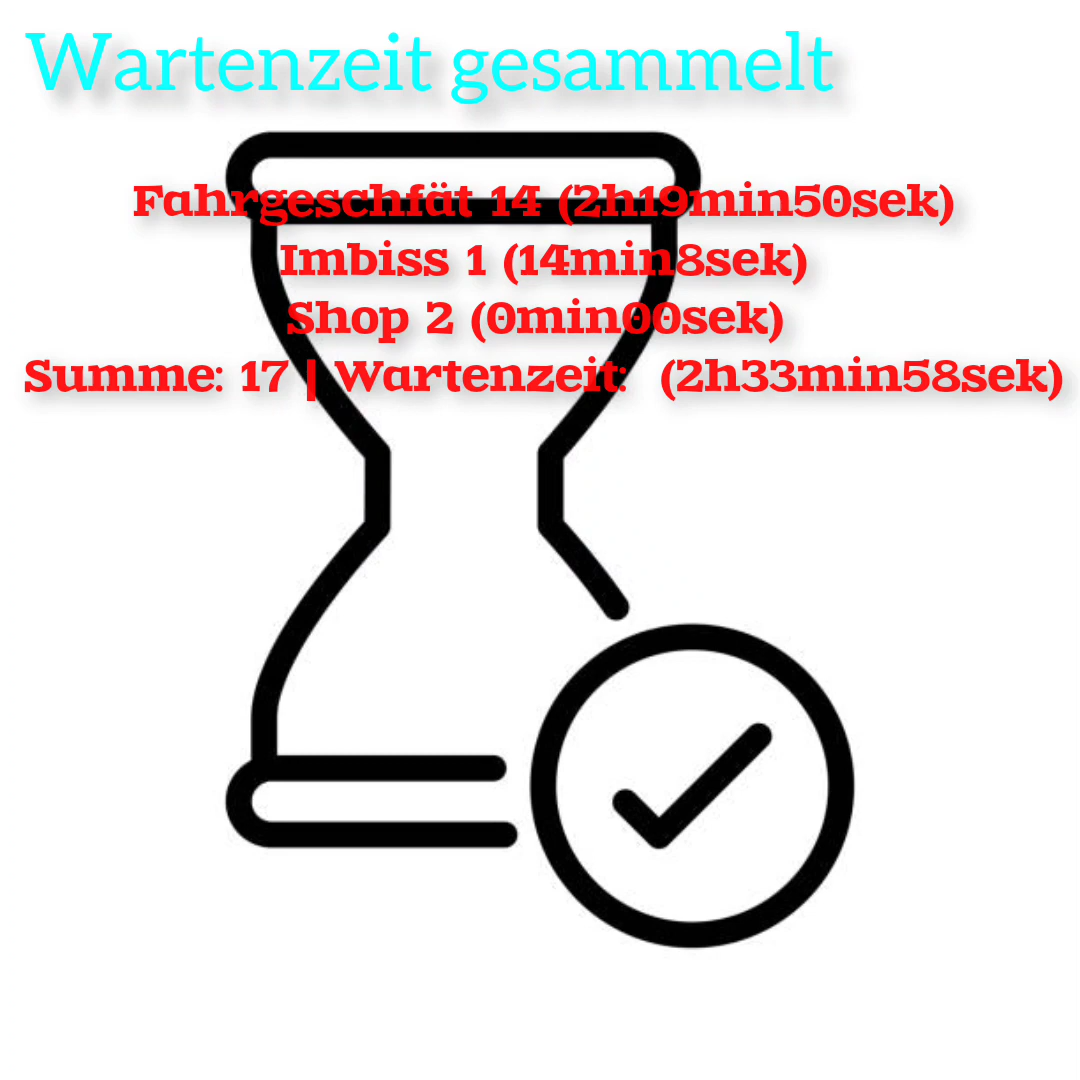 Wartenzeit gesammelt
Fahrgeschfät 14 (2h19min50sek)
Imbiss 1 (14min8sek)
Shop 2 (0min00sek)
Summe: 17 | Wartenzeit:  (2h33min58sek)